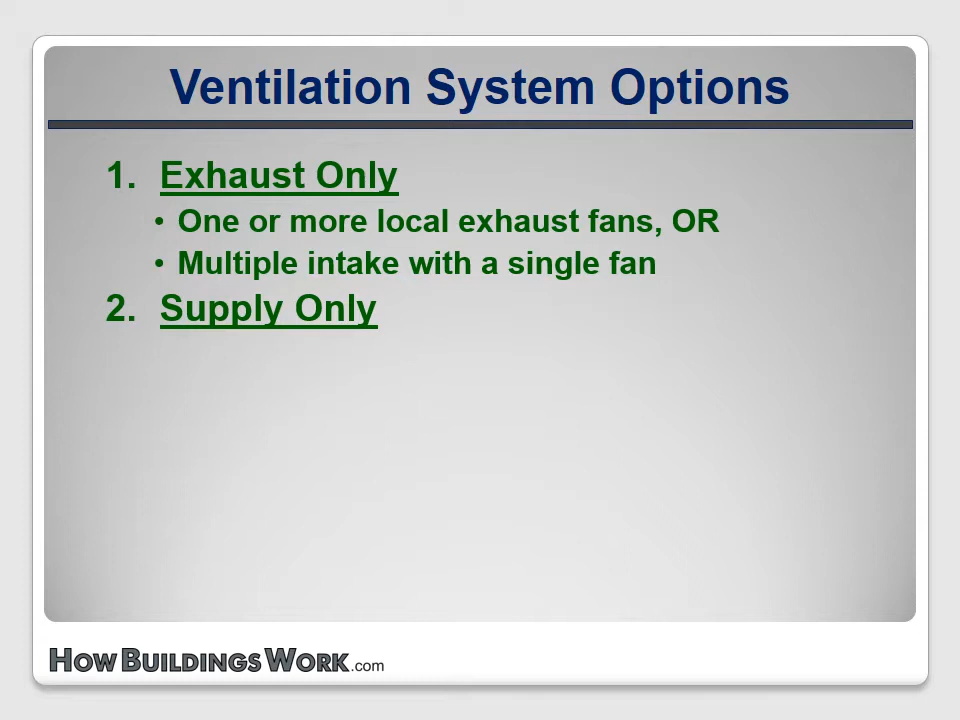 Ventilation System Options
1. Exhaust Only
• One or more local exhaust fans, OR
• Multiple intake with a single fan
2. Supply Only
HOWBUILDINGSWORK.com